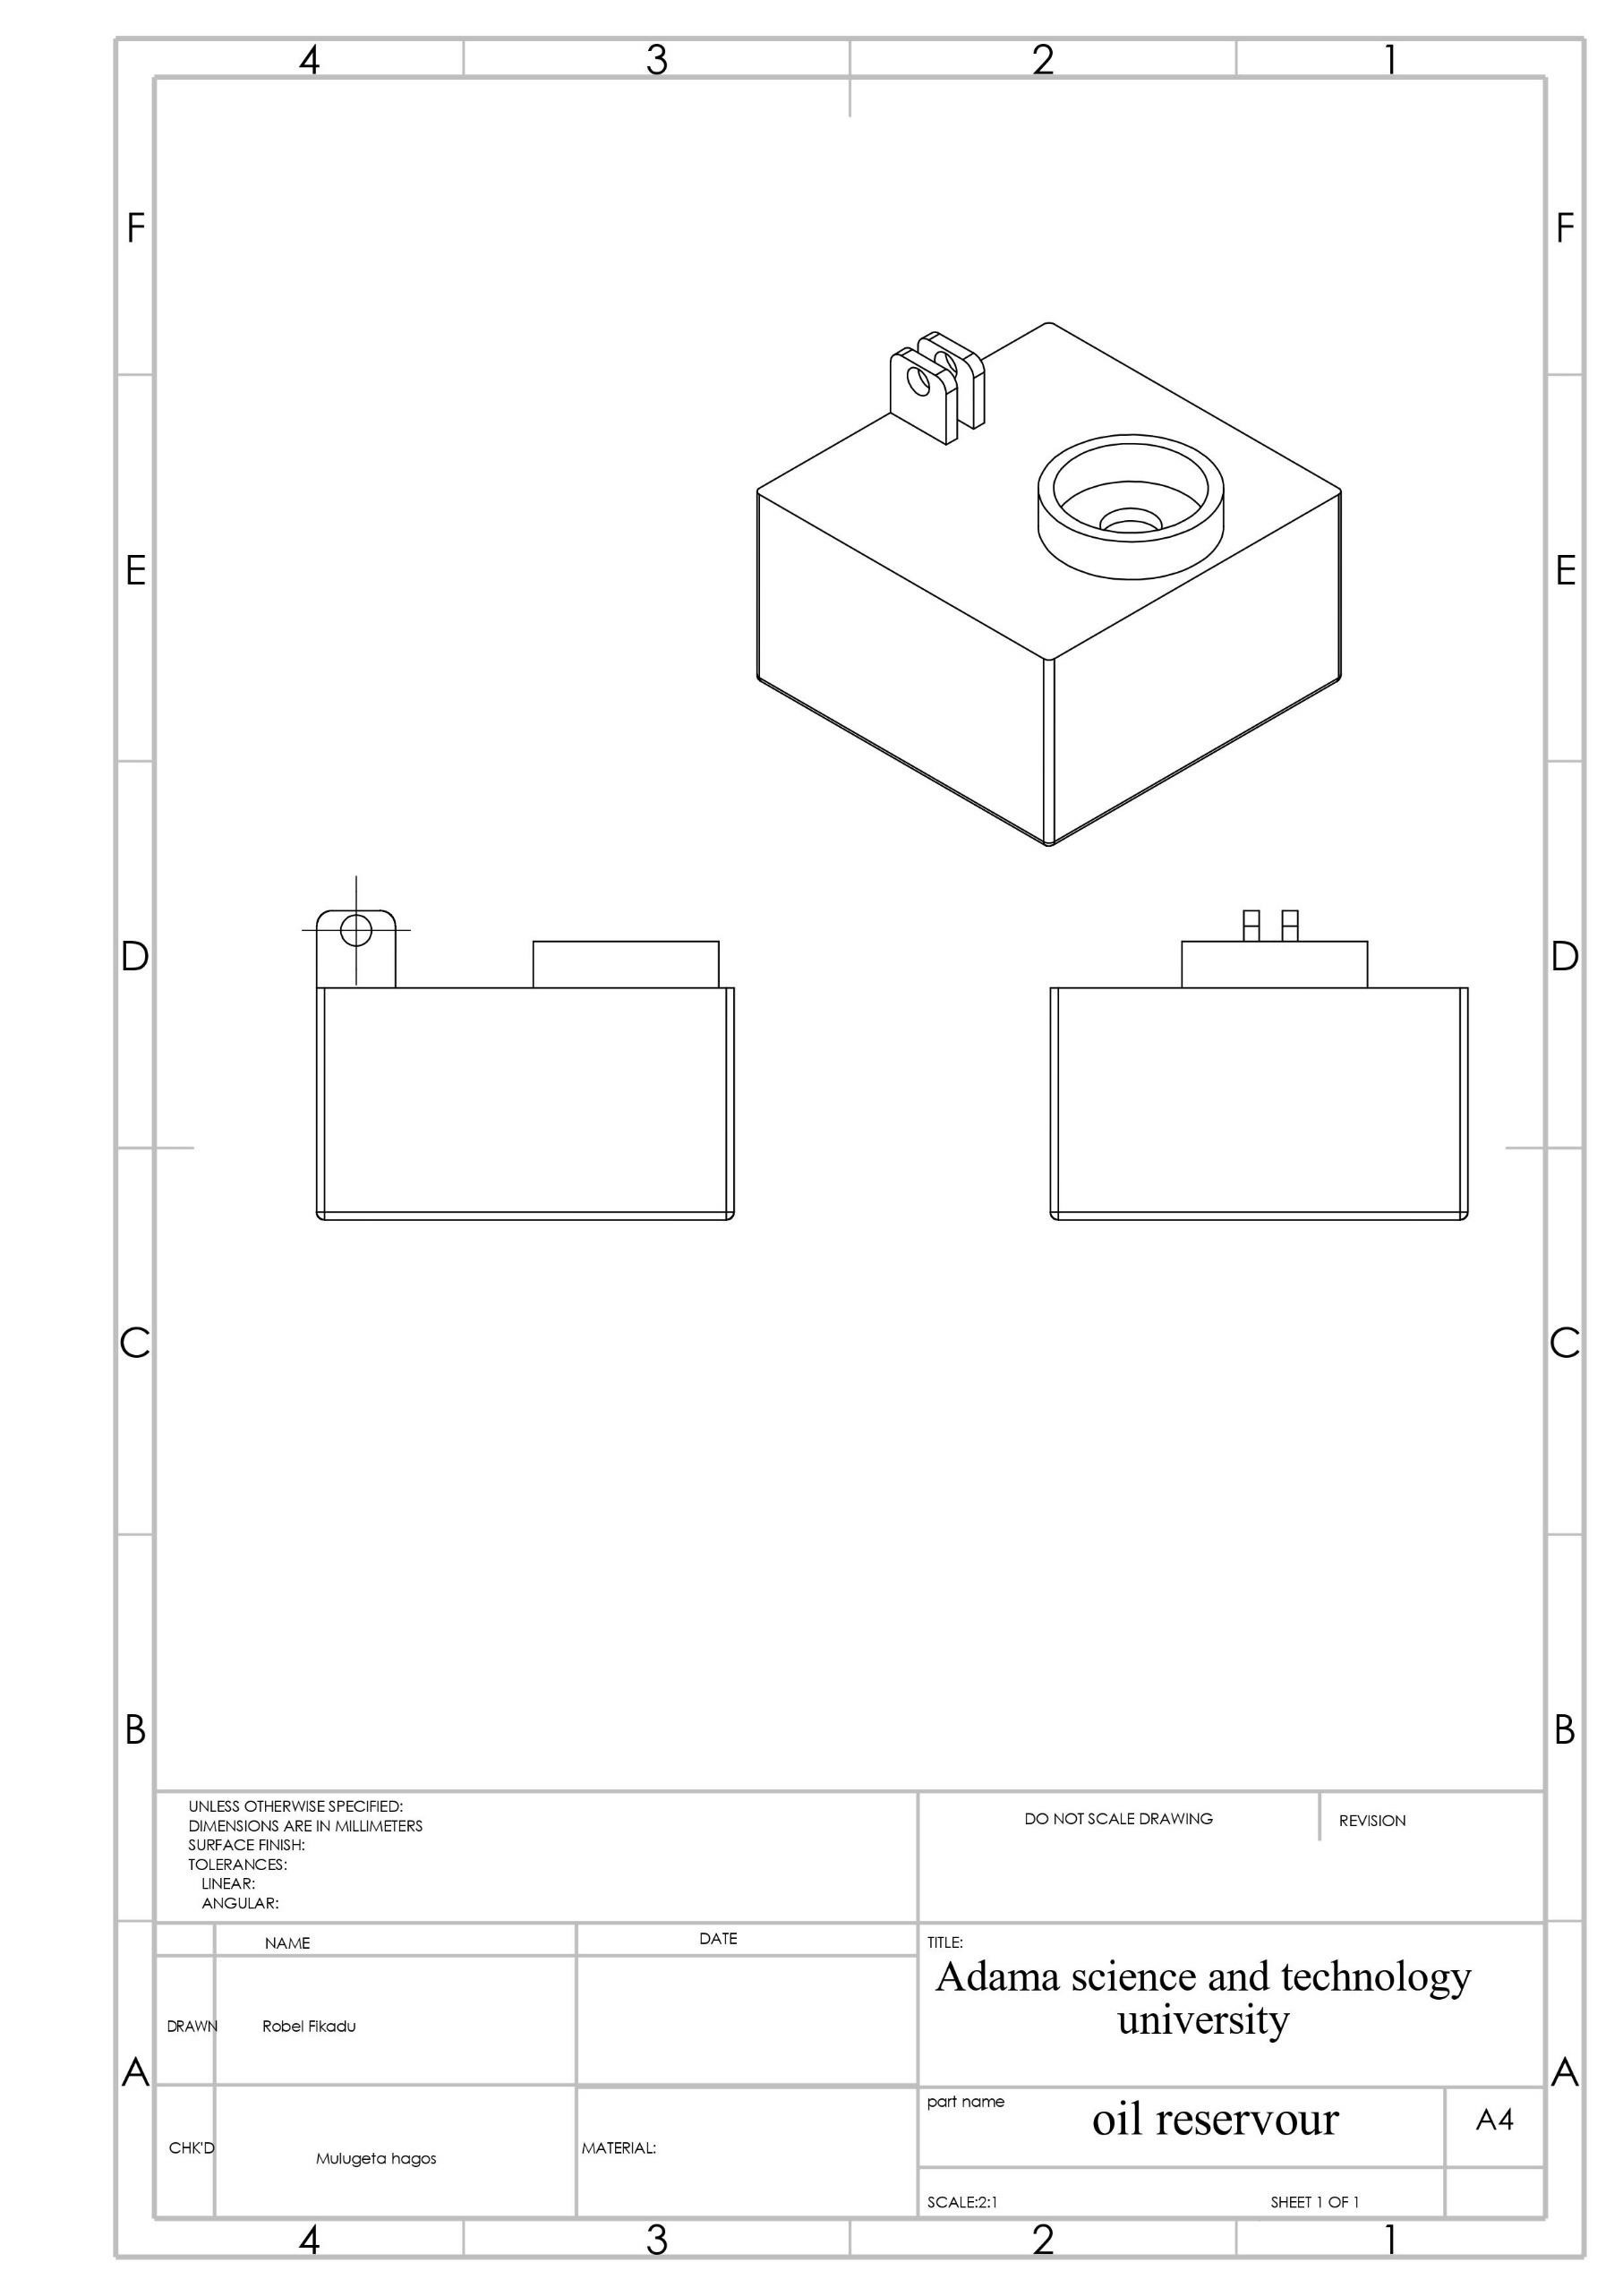 4 3 2 1
F F
E E
D D
C C
B B
UNLESS OTHERWISE SPECIFIED:
DIMENSIONS ARE IN MILLIMETERS
SURFACE FINISH:
TOLERANCES:
LINEAR:
ANGULAR:
DO NOT SCALE DRAWING
REVISION
NAME
DATE
DRAWN
Robel Fikadu
CHK'D
Mulugeta hagos
MATERIAL:
TITLE:
Adama science and technology
university
part name
oil reservour
A4
SCALE:2:1
SHEET 1 OF 1
A A
4 3 2 1